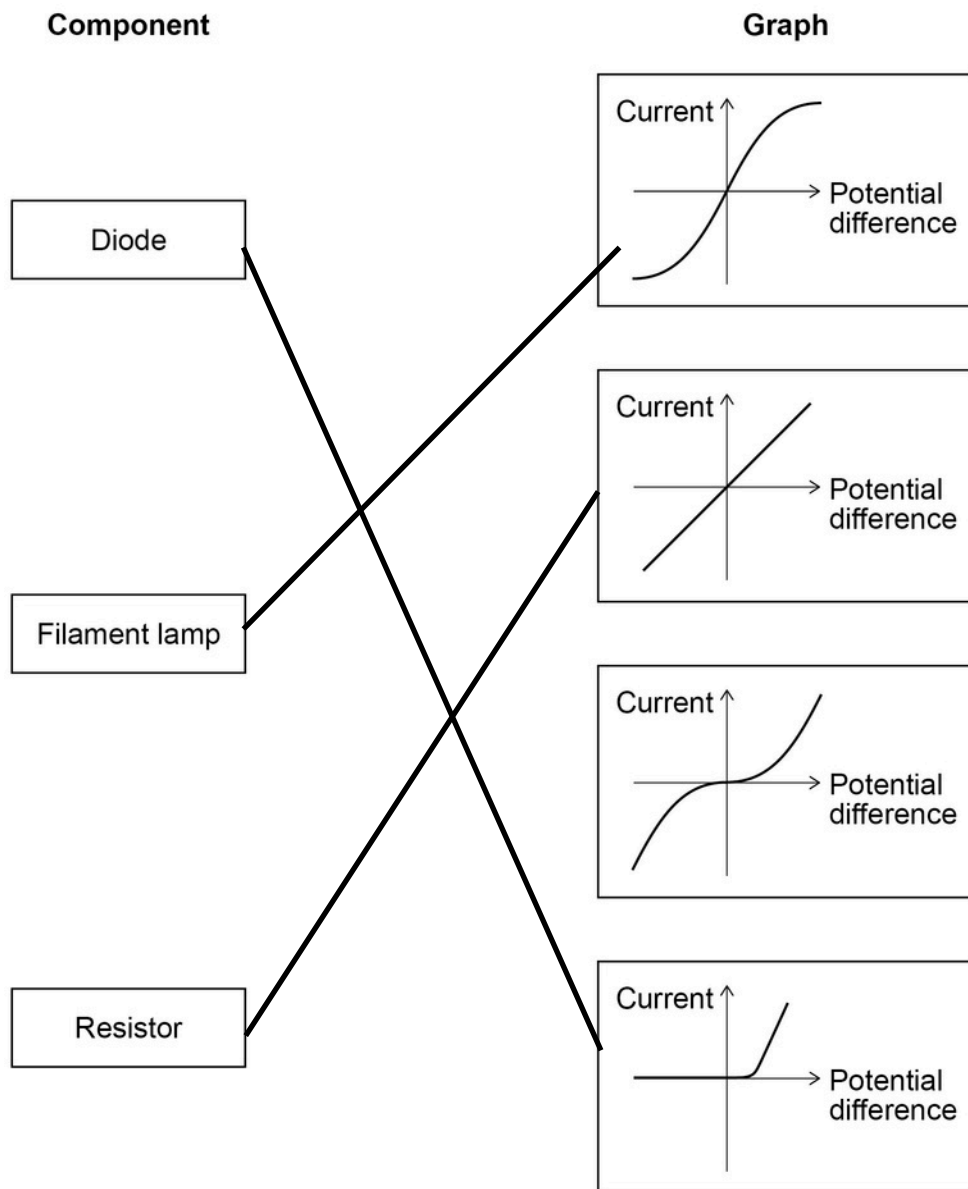 Component
Graph
Current
Potential
difference
Diode
Current
Potential
difference
Filament lamp
Current
Potential
difference
Resistor
Current
Potential
difference